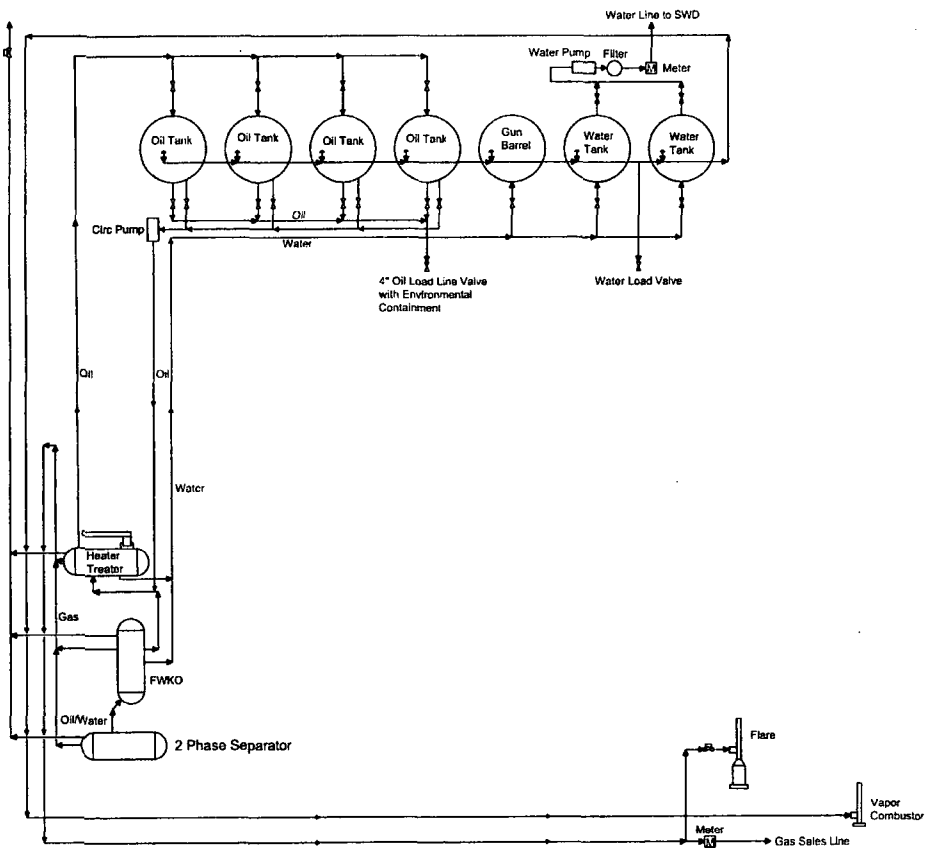 Water Line to SWD
Water Pump
Filter
M
Meter
Oil Tank
Oil Tank
Oil Tank
Oil Tank
Gun
Barrel
Water
Tank
Water
Tank
Oil
Circ Pump
Water
4" Oil Load Line Valve
with Environmental
Containment
Water Load Valve
Oil
Oil
Water
Heater
Treator
Gas
FWKO
Oil/Water
2 Phase Separator
Flare
Vapor
Combustor
Meter
M
Gas Sales Line